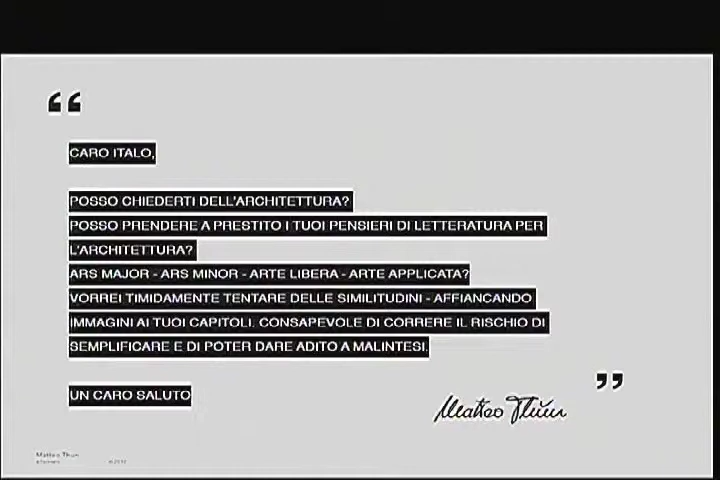 “
CARO ITALO,
POSSO CHIEDERTI DELL'ARCHITETTURA?
POSSO PRENDERE A PRESTITO I TUOI PENSIERI DI LETTERATURA PER
L'ARCHITETTURA?
ARS MAJOR - ARS MINOR - ARTE LIBERA - ARTE APPLICATA?
VORREI TIMIDAMENTE TENTARE DELLE SIMILITUDINI - AFFIANCANDO
IMMAGINI AI TUOI CAPITOLI. CONSAPEVOLE DI CORRERE IL RISCHIO DI
SEMPLIFICARE E DI POTER DARE ADITO A MALINTESI.
”
UN CARO SALUTO
Matteo Thun
Matteo Thun